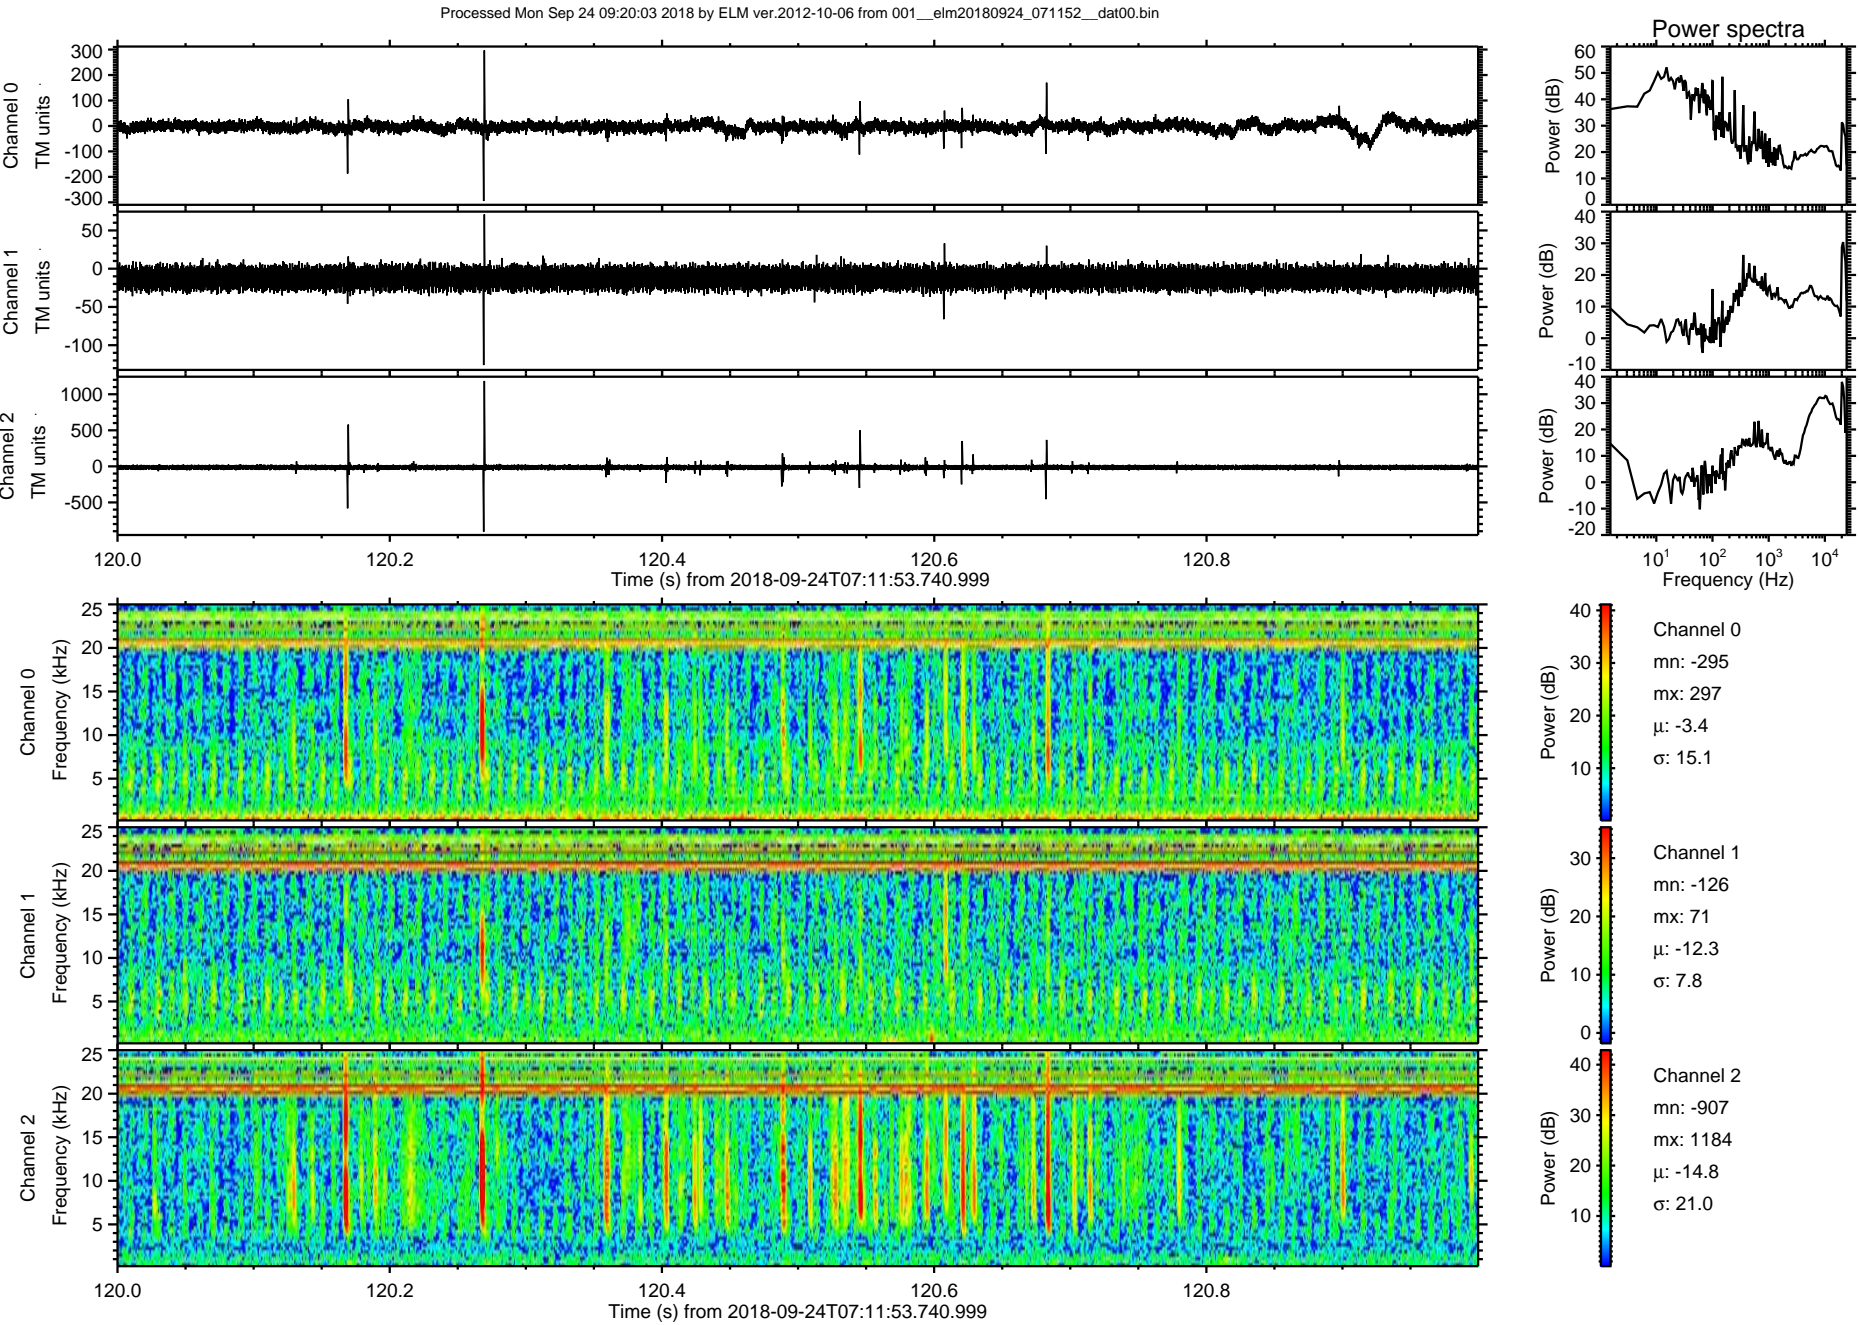 Processed Mon Sep 24 09:20:03 2018 by ELM ver.2012-10-06 from 001__elm20180924_071152__dat00.bin
Power spectra
Channel 0
TM units
300
200
100
0
-100
-200
-300
Power (dB)
60
50
40
30
20
10
0
Channel 1
TM units
50
0
-50
-100
Power (dB)
40
30
20
10
0
-10
Channel 2
TM units
1000
500
0
-500
Power (dB)
40
30
20
10
0
-10
-20
120.0 120.2 120.4 120.6 120.8
Time (s) from 2018-09-24T07:11:53.740.999
10¹ 10² 10³ 10⁴
Frequency (Hz)
Channel 0
Frequency (kHz)
25
20
15
10
5
Power (dB)
40
30
20
10
Channel 0
mn: -295
mx: 297
µ: -3.4
σ: 15.1
Channel 1
Frequency (kHz)
25
20
15
10
5
Power (dB)
30
20
10
0
Channel 1
mn: -126
mx: 71
µ: -12.3
σ: 7.8
Channel 2
Frequency (kHz)
25
20
15
10
5
Power (dB)
40
30
20
10
Channel 2
mn: -907
mx: 1184
µ: -14.8
σ: 21.0
120.0 120.2 120.4 120.6 120.8
Time (s) from 2018-09-24T07:11:53.740.999